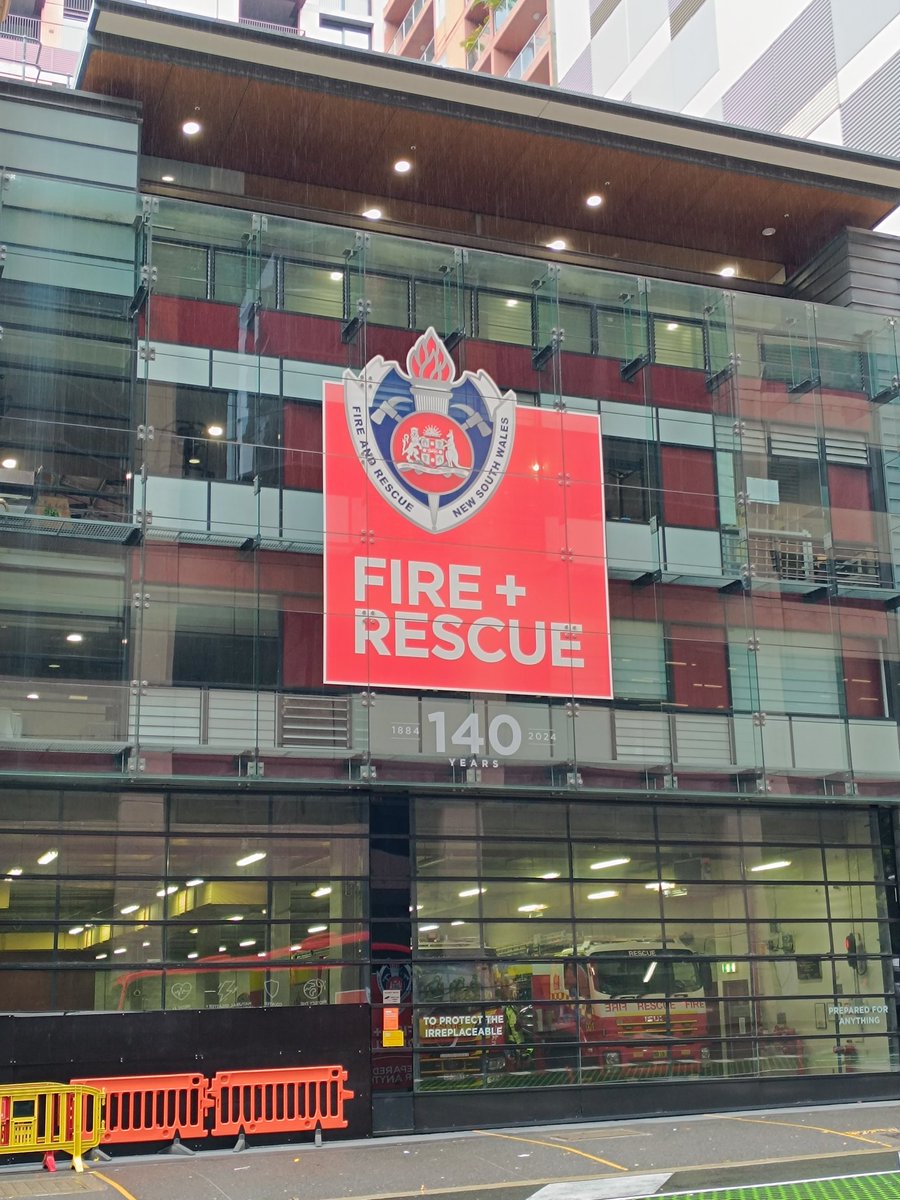 FIRE AND RESCUE
NEW SOUTH WALES
FIRE +
RESCUE
1884 140 2024
YEARS
RESCUE
FIRE RESCUE FIRE
TO PROTECT THE
IRREPLACEABLE
PREPARED FOR
ANYTHING